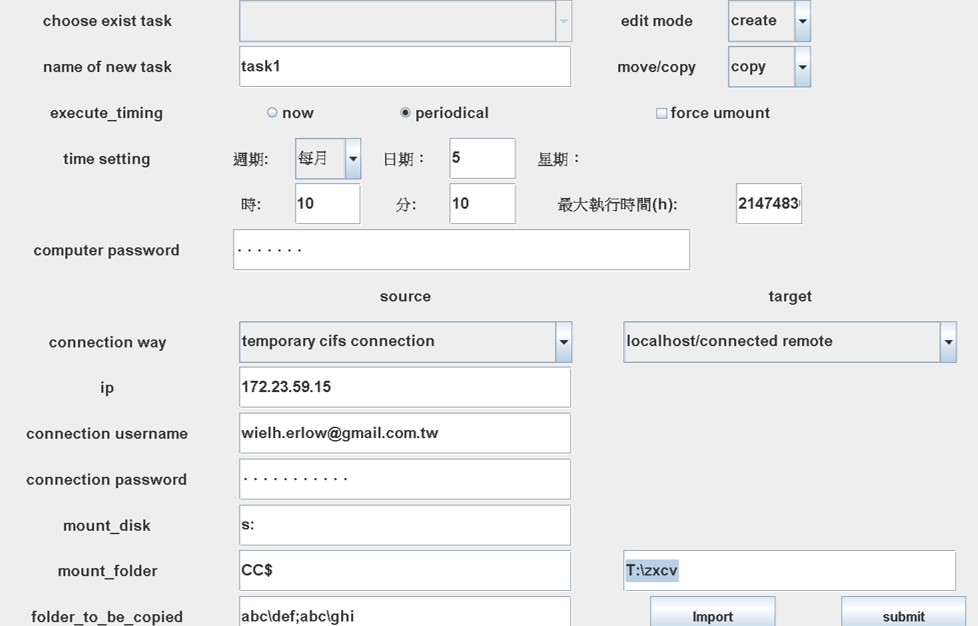 choose exist task edit mode create
name of new task task1 move/copy copy
execute_timing now periodical force umount
time setting 週期: 每月 日期： 5 星期：
時: 10 分: 10 最大執行時間(h): 2147483
computer password
source target
connection way temporary cifs connection localhost/connected remote
ip 172.23.59.15
connection username wielh.erlow@gmail.com.tw
connection password
mount_disk s:
mount_folder CC$ T:\zxcv
folder_to_be_copied abc\def;abc\ghi Import submit